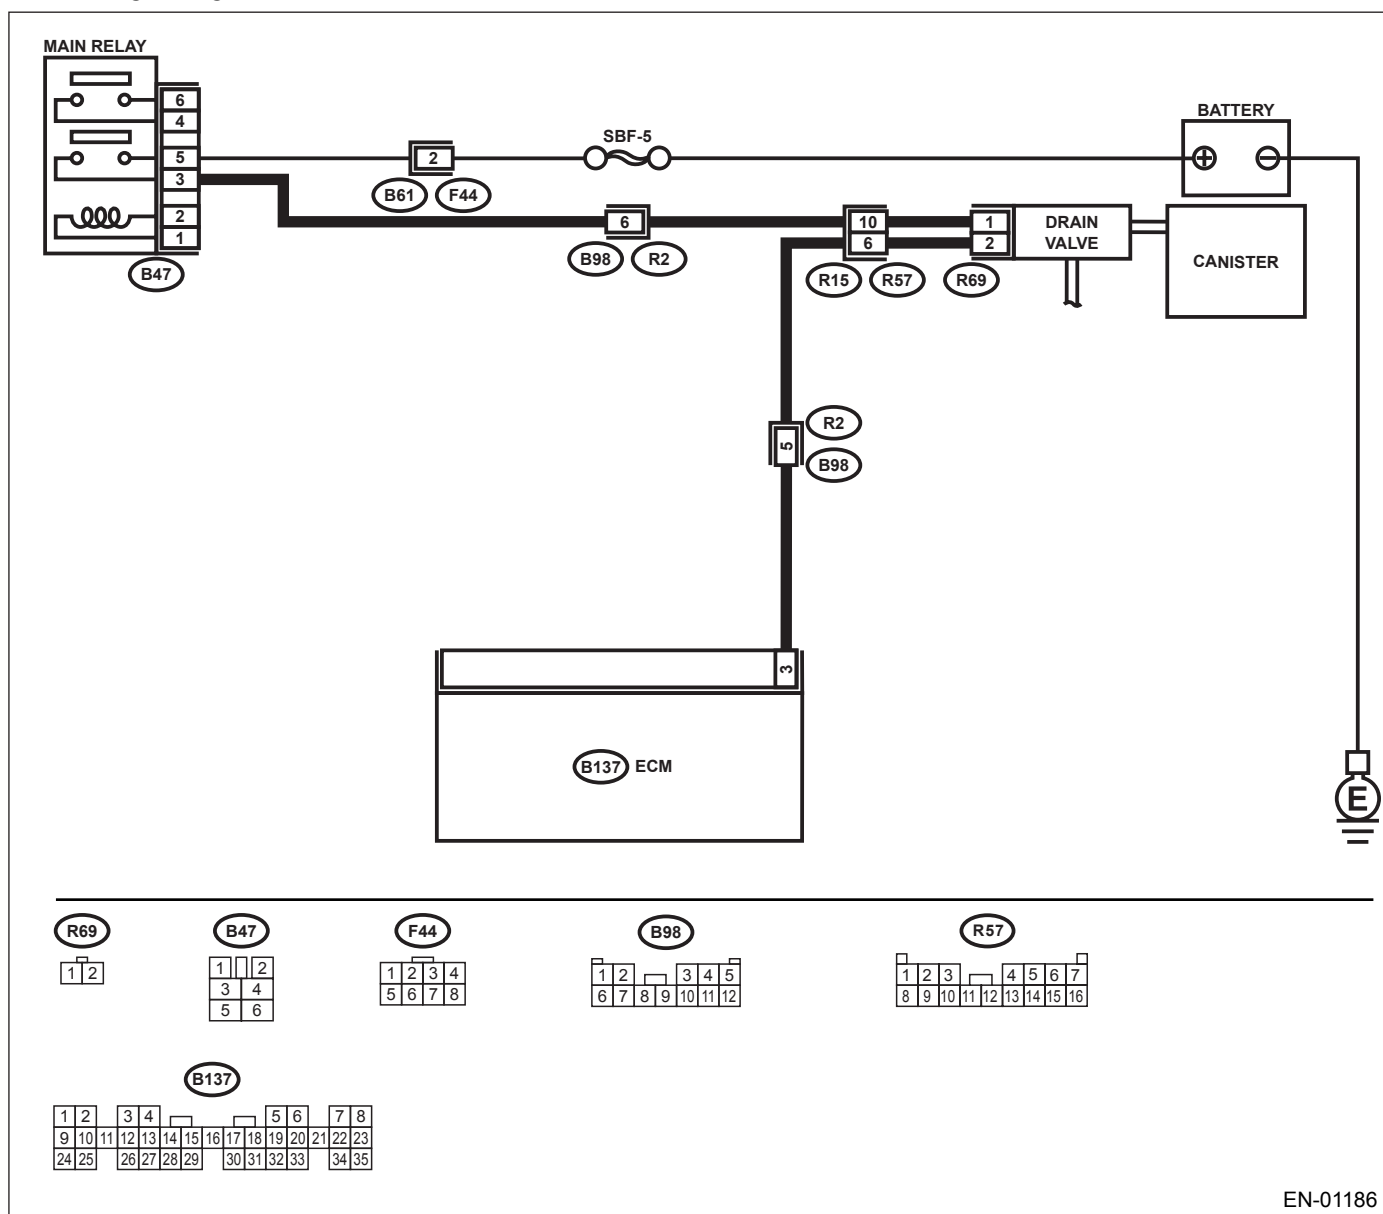 MAIN RELAY
6
4
5
3
2
1
B47
2
B61 F44
SBF-5
BATTERY
6
B98 R2
10
6
R15 R57
1
2
R69
DRAIN
VALVE
CANISTER
5
R2
B98
3
B137 ECM
E
R69
1 2
B47
1 2
3 4
5 6
F44
1 2 3 4
5 6 7 8
B98
1 2 3 4 5
6 7 8 9 10 11 12
R57
1 2 3 4 5 6 7
8 9 10 11 12 13 14 15 16
B137
1 2 3 4 5 6 7 8
9 10 11 12 13 14 15 16 17 18 19 20 21 22 23
24 25 26 27 28 29 30 31 32 33 34 35
EN-01186